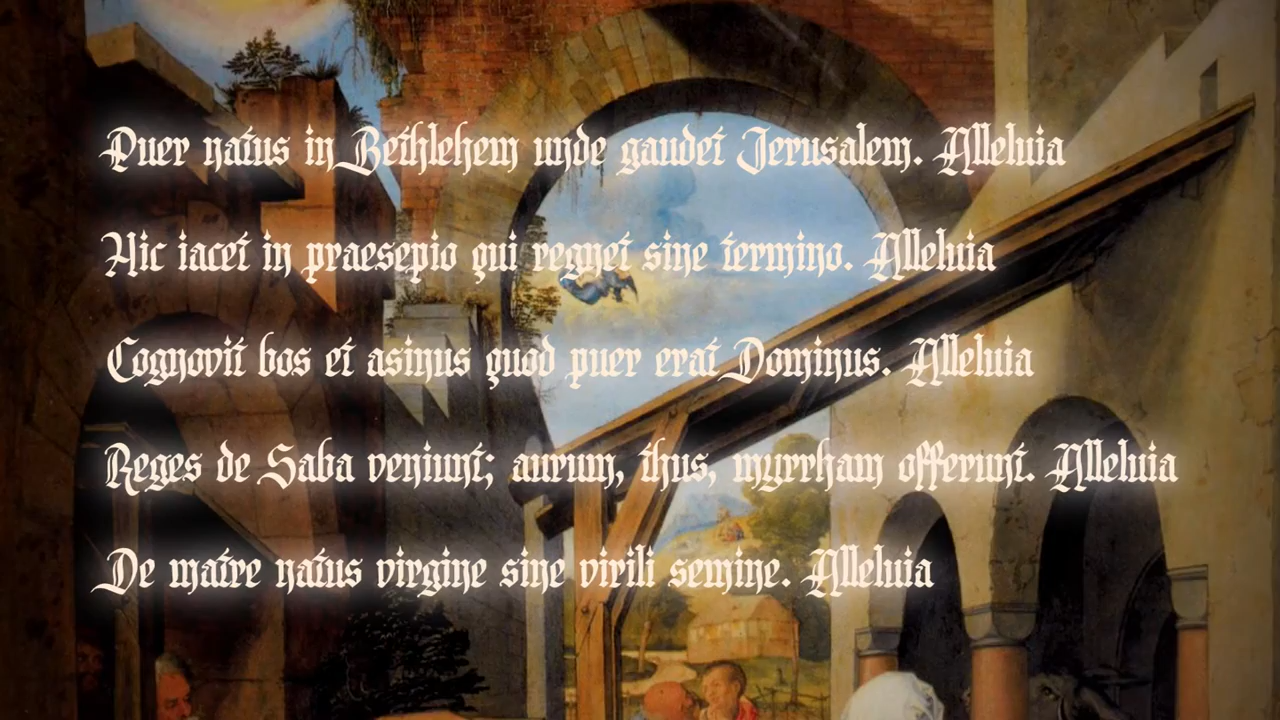 Puer natus in Bethlehem unde gaudet Jerusalem. Alleluia
Hic iacet in praesepio qui regnet sine termino. Alleluia
Cognovit bos et asinus quod puer erat Dominus. Alleluia
Reges de Saba veniunt; aurum, thus, myrrham offerunt. Alleluia
De matre natus virgine sine virili semine. Alleluia